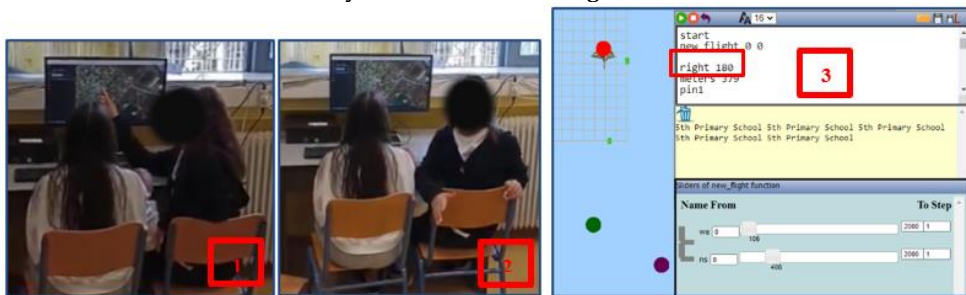 1
2
16
start
new flight 0 0
right 180
meters 379
pin1
3
5th Primary School 5th Primary School 5th Primary School
5th Primary School 5th Primary School
Sliders of new_flight function
Name From To Step
we 0 2000 1
106
ns 0 2000 1
406